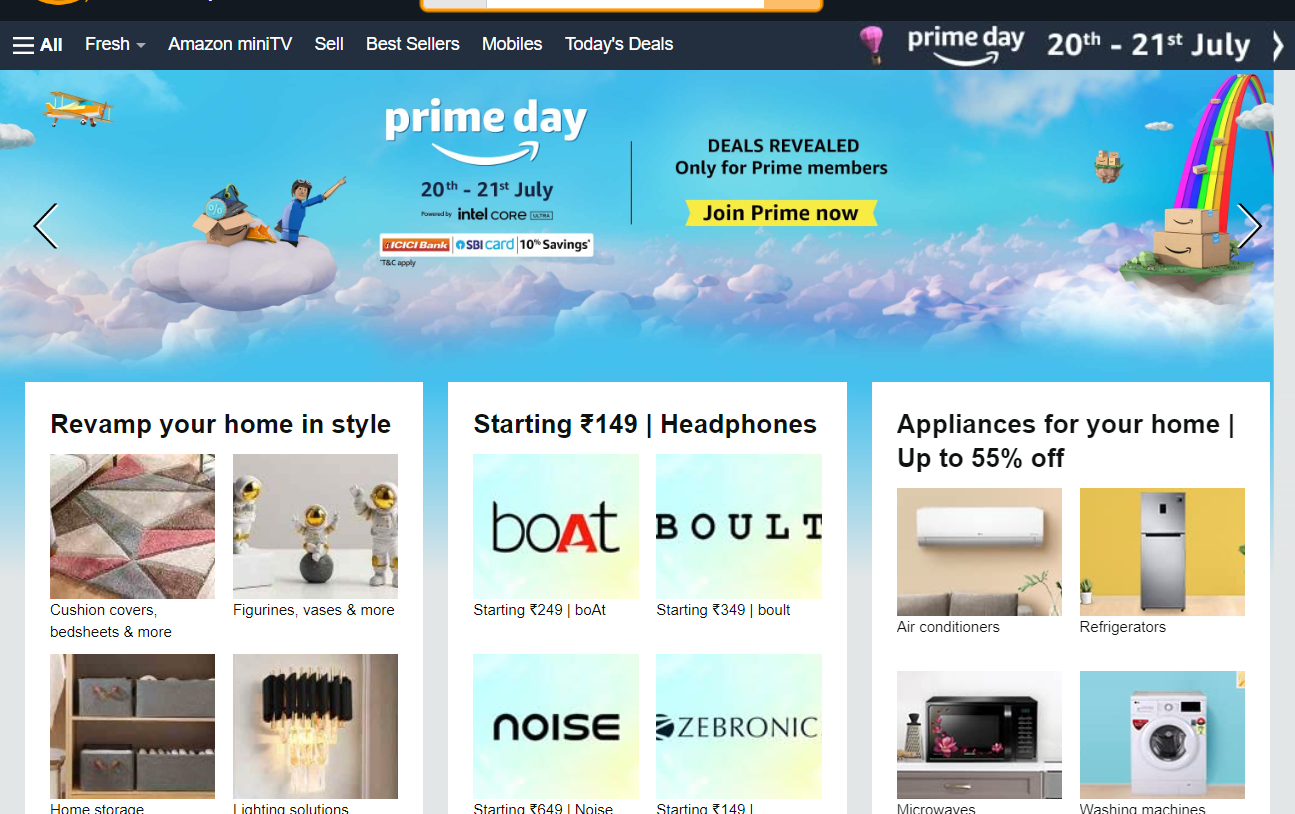 All
Fresh
Amazon miniTV
Sell
Best Sellers
Mobiles
Today's Deals
prime day
20th - 21st July
prime day
20th - 21st July
Powered by intel CORE ULTRA
ICICI Bank SBI card 10% Savings*
*T&C apply
DEALS REVEALED
Only for Prime members
Join Prime now
Revamp your home in style
Cushion covers,
bedsheets & more
Figurines, vases & more
Home storage
Lighting solutions
Starting ₹149 | Headphones
boAt
BOULT
Starting ₹249 | boAt
Starting ₹349 | boult
NOISE
ZEBRONIC
Starting ₹649 | Noise
Starting ₹149 |
Appliances for your home |
Up to 55% off
Air conditioners
Refrigerators
Microwaves
Washing machines